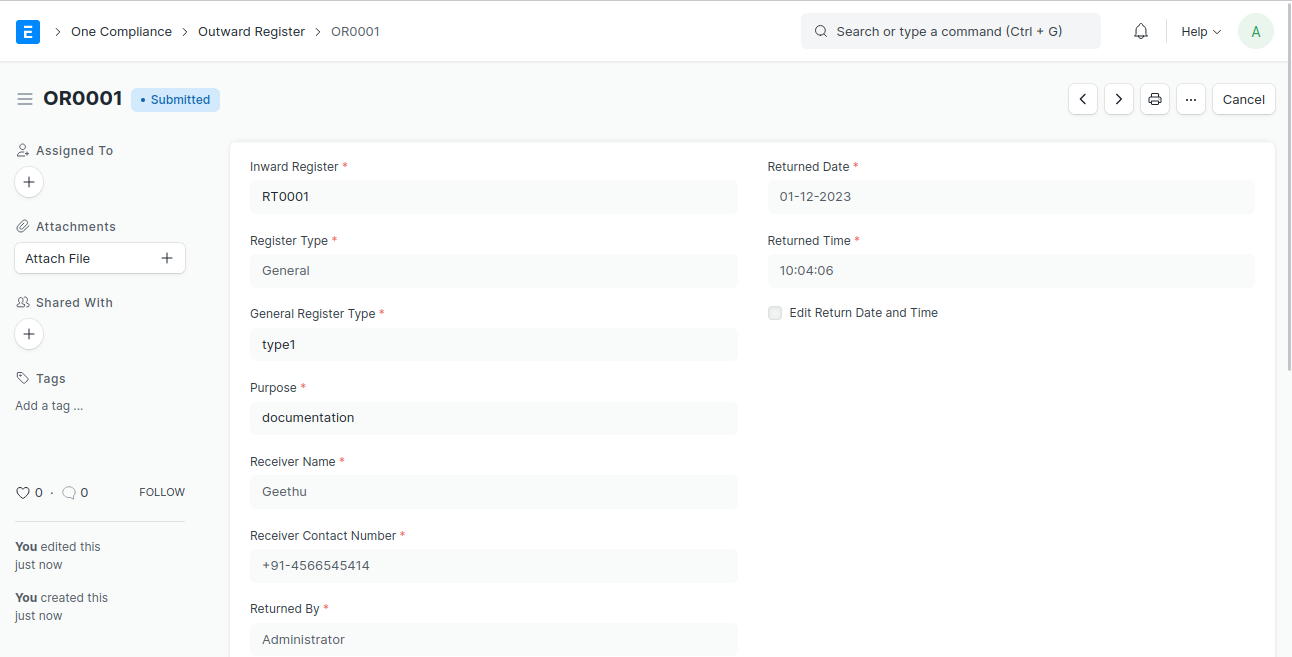 E
One Compliance
Outward Register
OR0001
Search or type a command (Ctrl + G)
Help
A
OR0001
• Submitted
Cancel
Assigned To
Attachments
Attach File
Shared With
Tags
Add a tag ...
0 · 0 FOLLOW
You edited this
just now
You created this
just now
Inward Register *
RT0001
Register Type *
General
General Register Type *
type1
Purpose *
documentation
Receiver Name *
Geethu
Receiver Contact Number *
+91-4566545414
Returned By *
Administrator
Returned Date *
01-12-2023
Returned Time *
10:04:06
Edit Return Date and Time